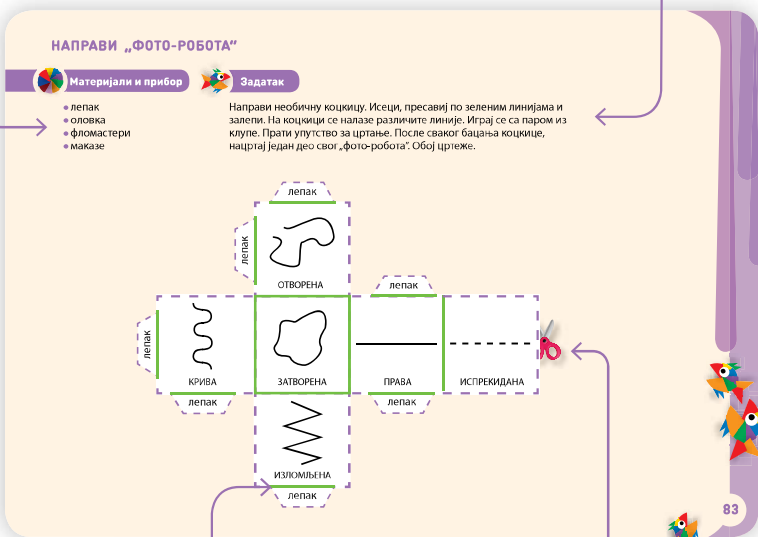 НАПРАВИ „ФОТО-РОБОТА“
Материјали и прибор
• лепак
• оловка
• фломастери
• маказе
Задатак
Направи необичну коцкицу. Исеци, пресавиј по зеленим линијама и
залепи. На коцкици се налазе различите линије. Играј се са паром из
клупе. Прати упутство за цртање. После сваког бацања коцкице,
нацртај један део свог „фото-робота“. Обој цртеже.
лепак
лепак
ОТВОРЕНА
лепак
лепак
КРИВА
ЗАТВОРЕНА
ПРАВА
ИСПРЕКИДАНА
лепак
лепак
ИЗЛОМЉЕНА
лепак
83